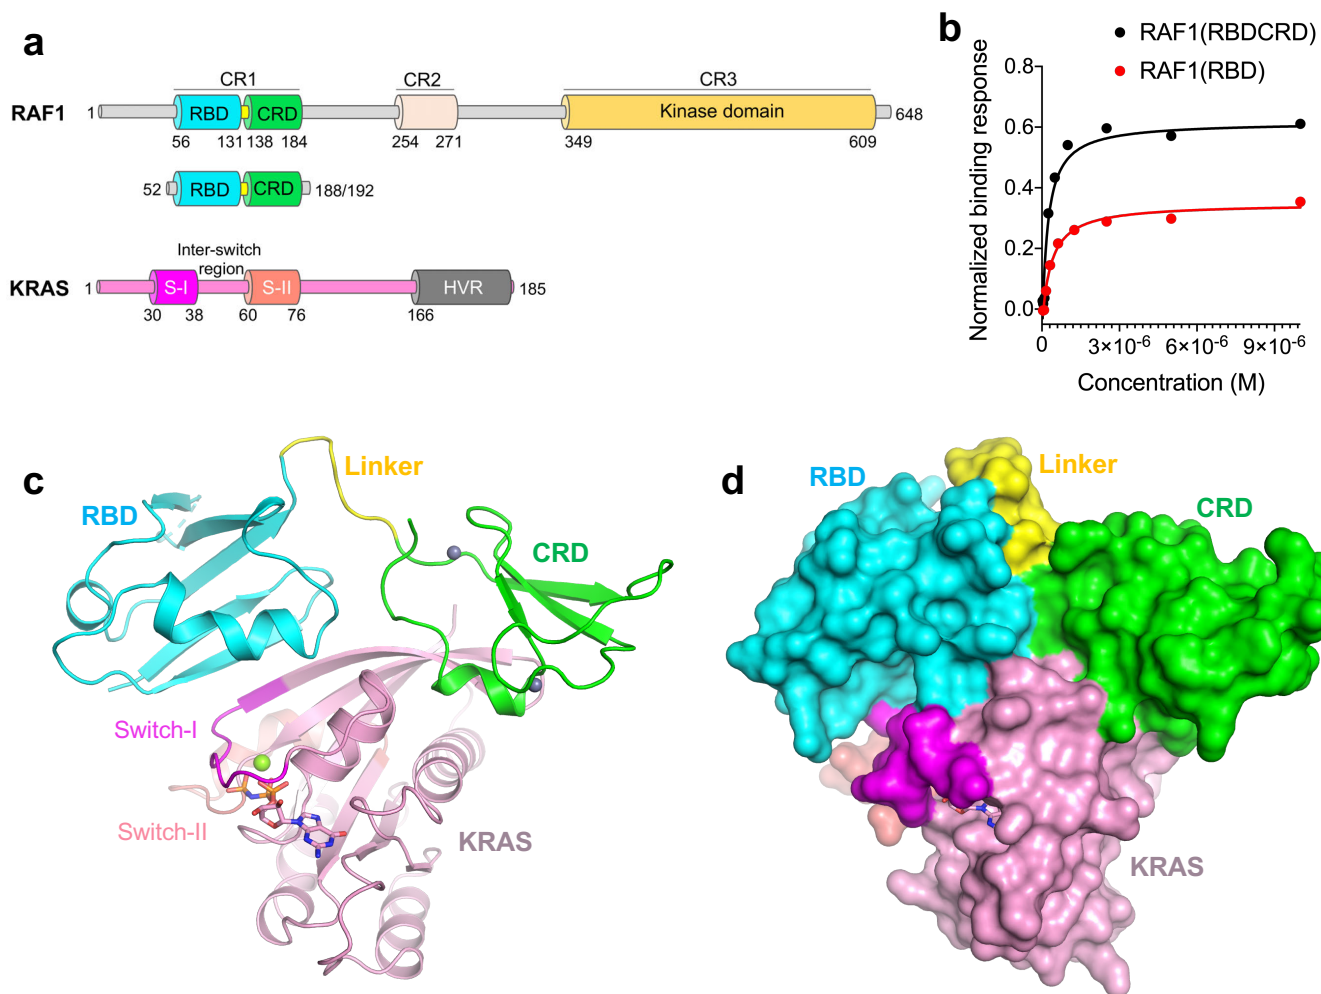 a
CR1 CR2 CR3
RAF1 1 RBD CRD Kinase domain 648
56 131 138 184 254 271 349 609
52 RBD CRD 188/192
Inter-switch
region
KRAS 1 S-I S-II HVR 185
30 38 60 76 166
b
RAF1(RBDCRD)
RAF1(RBD)
Normalized binding response
0.8
0.6
0.4
0.2
0.0
0 3×10-6 6×10-6 9×10-6
Concentration (M)
c
RBD
Linker
CRD
Switch-I
Switch-II
KRAS
d
RBD
Linker
CRD
KRAS